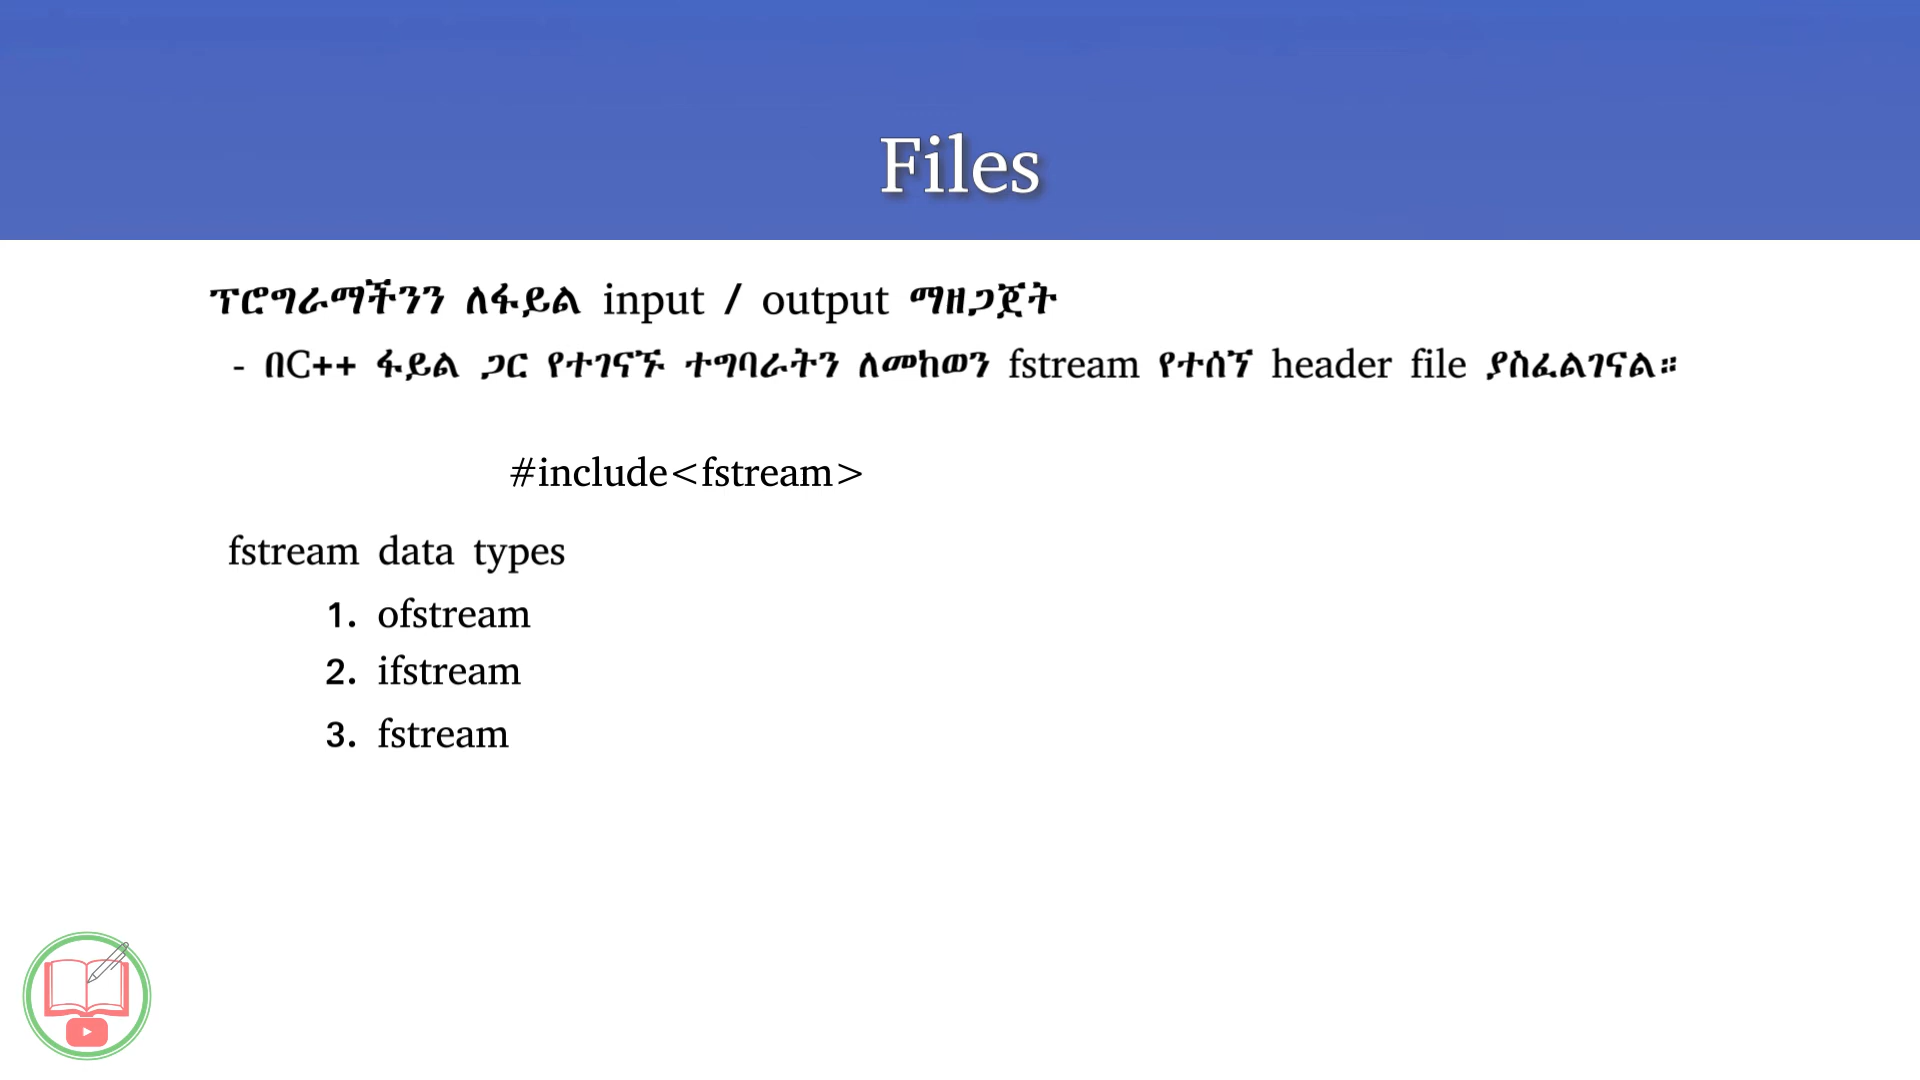 Files
ፕሮግራማችንን ለፋይል input / output ማዘጋጀት
- በC++ ፋይል ጋር የተገናኙ ተግባራትን ለመከወን fstream የተሰኘ header file ያስፈልገናል።
#include<fstream>
fstream data types
1. ofstream
2. ifstream
3. fstream